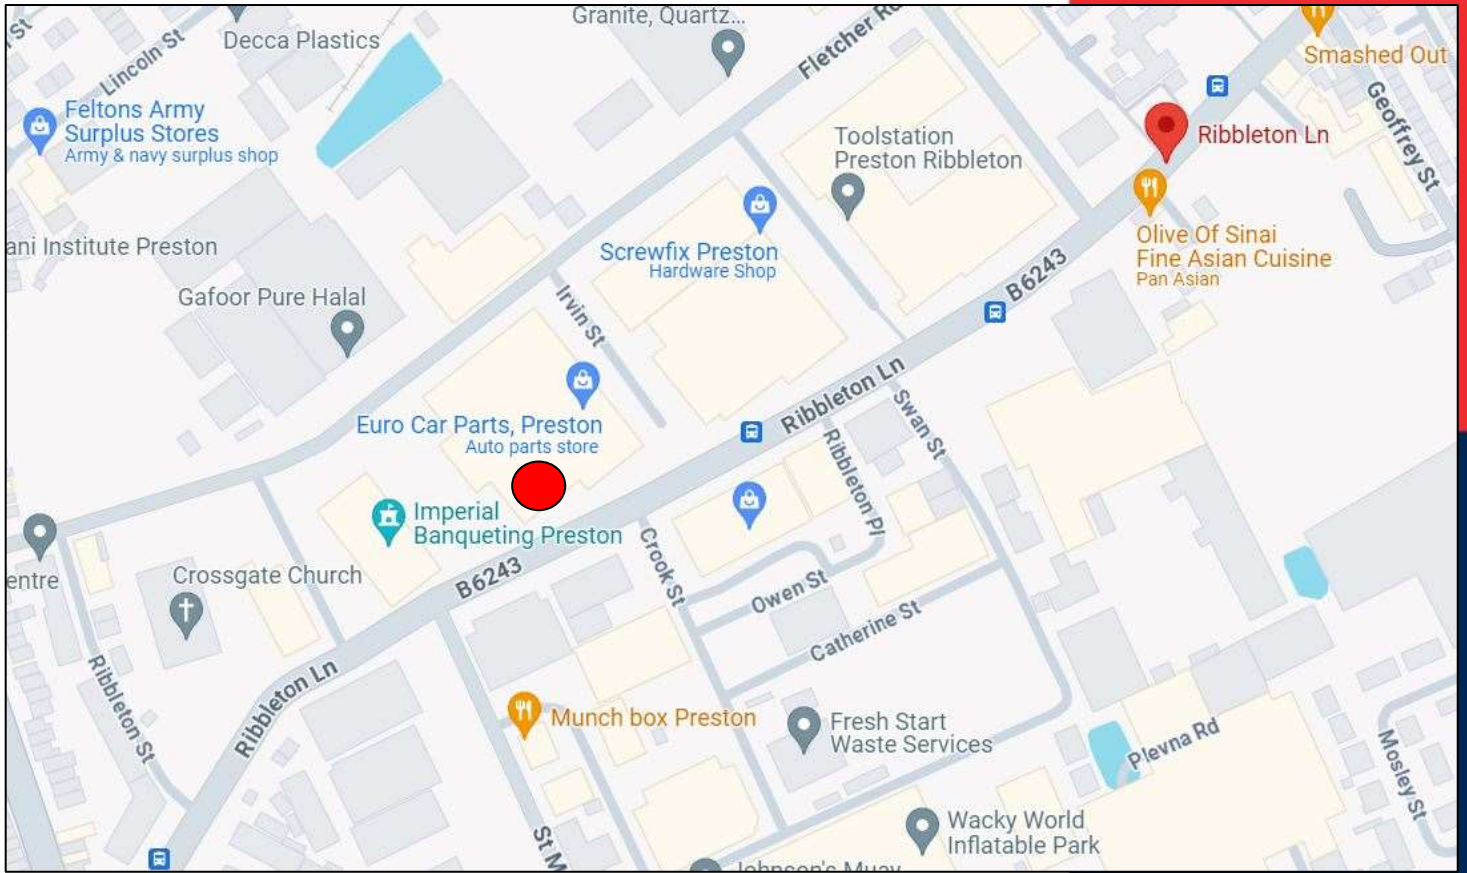 St
Lincoln St
Decca Plastics
Granite, Quartz...
Fletcher
Smashed Out
Feltons Army
Surplus Stores
Army & navy surplus shop
Toolstation
Preston Ribbleton
Ribbleton Ln
Geoffrey St
ani Institute Preston
Screwfix Preston
Hardware Shop
Olive Of Sinai
Fine Asian Cuisine
Pan Asian
B6243
Gafoor Pure Halal
Irvin St
Euro Car Parts, Preston
Auto parts store
Ribbleton Ln
Swan St
Ribbleton Pl
Imperial
Banqueting Preston
Crook St
entre
Crossgate Church
B6243
Owen St
Catherine St
Ribbleton St
Ribbleton Ln
Munch box Preston
Fresh Start
Waste Services
Plevna Rd
Mosley St
St M
Wacky World
Inflatable Park
Johnson's Muay